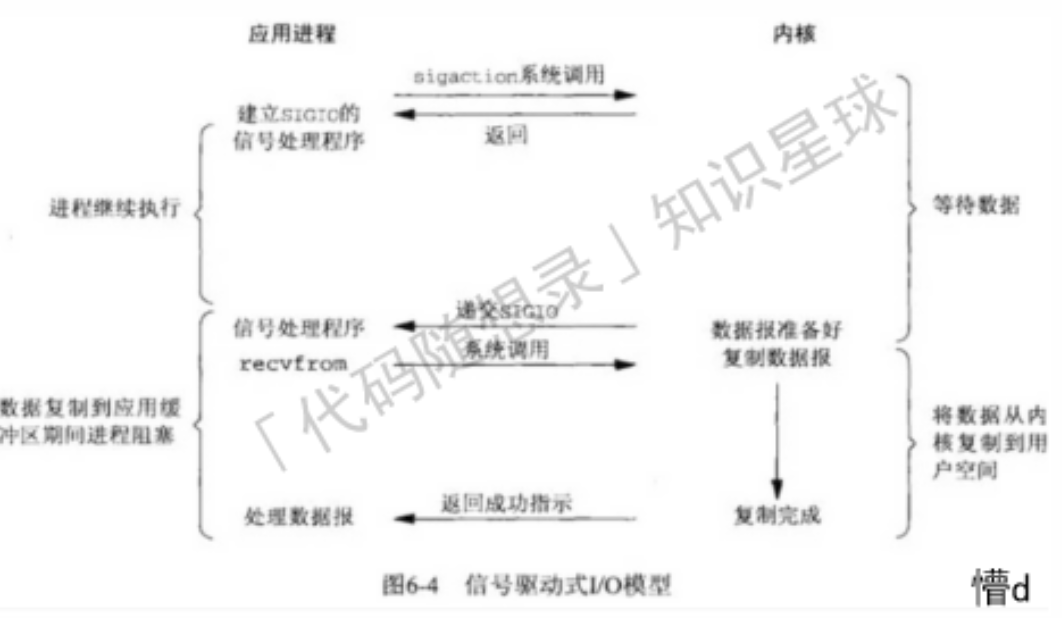 应用进程
内核
sigaction系统调用
建立SIGIO的
信号处理程序
返回
进程继续执行
等待数据
递交SIGIO
信号处理程序
数据报准备好
recvfrom
系统调用
复制数据报
数据复制到应用缓
冲区期间进程阻塞
将数据从内
核复制到用
户空间
处理数据报
返回成功指示
复制完成
图6-4 信号驱动式I/O模型
懵d
「代码随想录」知识星球